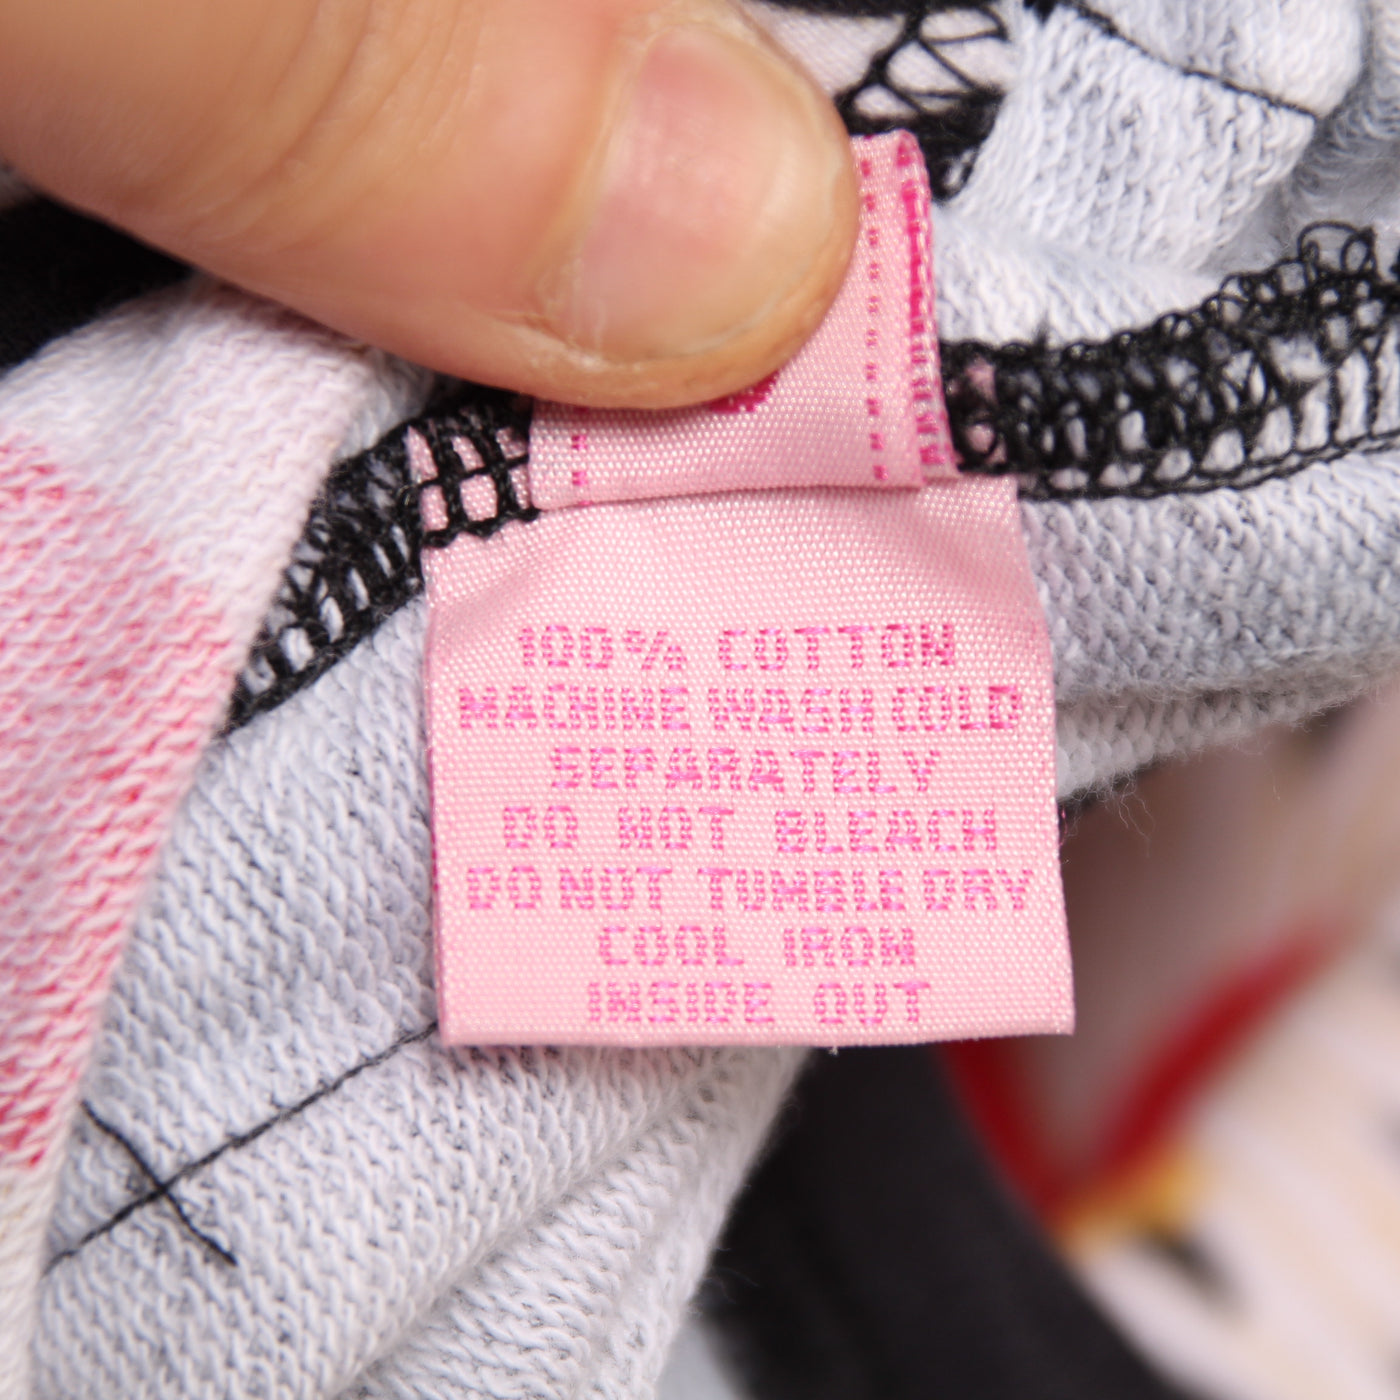 100% COTTON
MACHINE WASH COLD
SEPARATELY
DO NOT BLEACH
DO NOT TUMBLE DRY
COOL IRON
INSIDE OUT